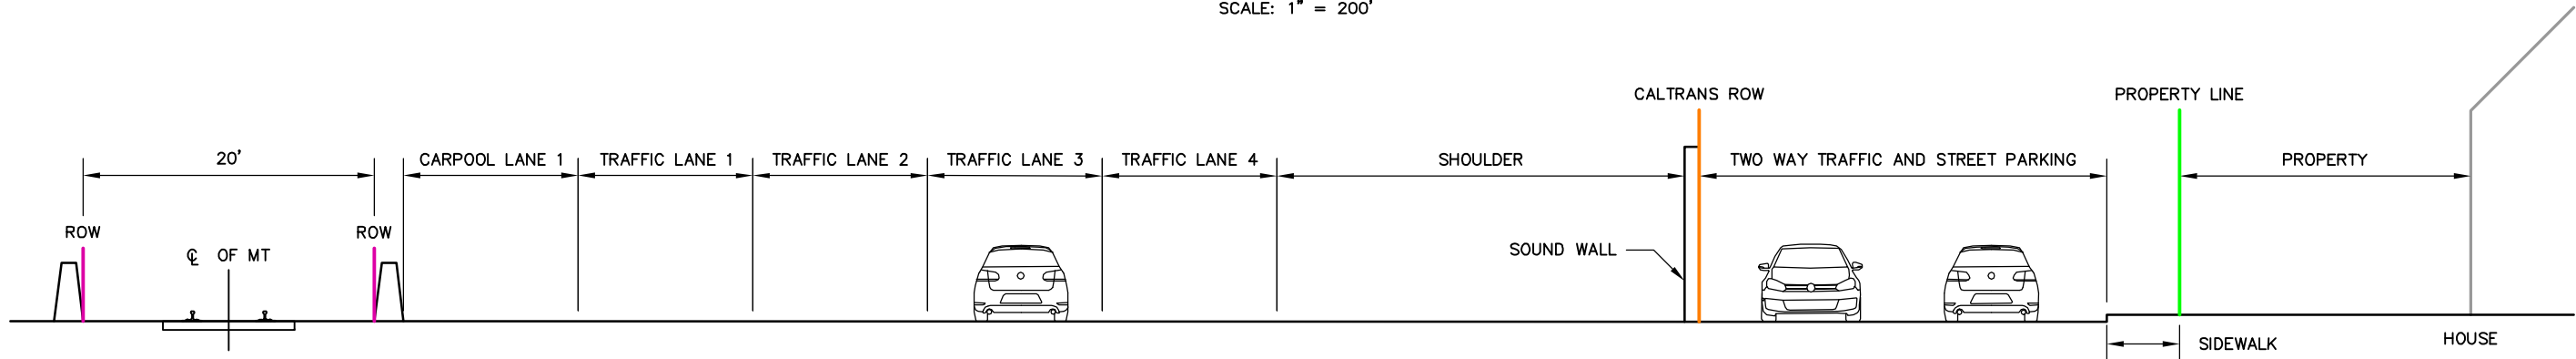 SCALE: 1" = 200'
CALTRANS ROW
PROPERTY LINE
20'
CARPOOL LANE 1
TRAFFIC LANE 1
TRAFFIC LANE 2
TRAFFIC LANE 3
TRAFFIC LANE 4
SHOULDER
TWO WAY TRAFFIC AND STREET PARKING
PROPERTY
ROW
ROW
℄ OF MT
SOUND WALL
SIDEWALK
HOUSE